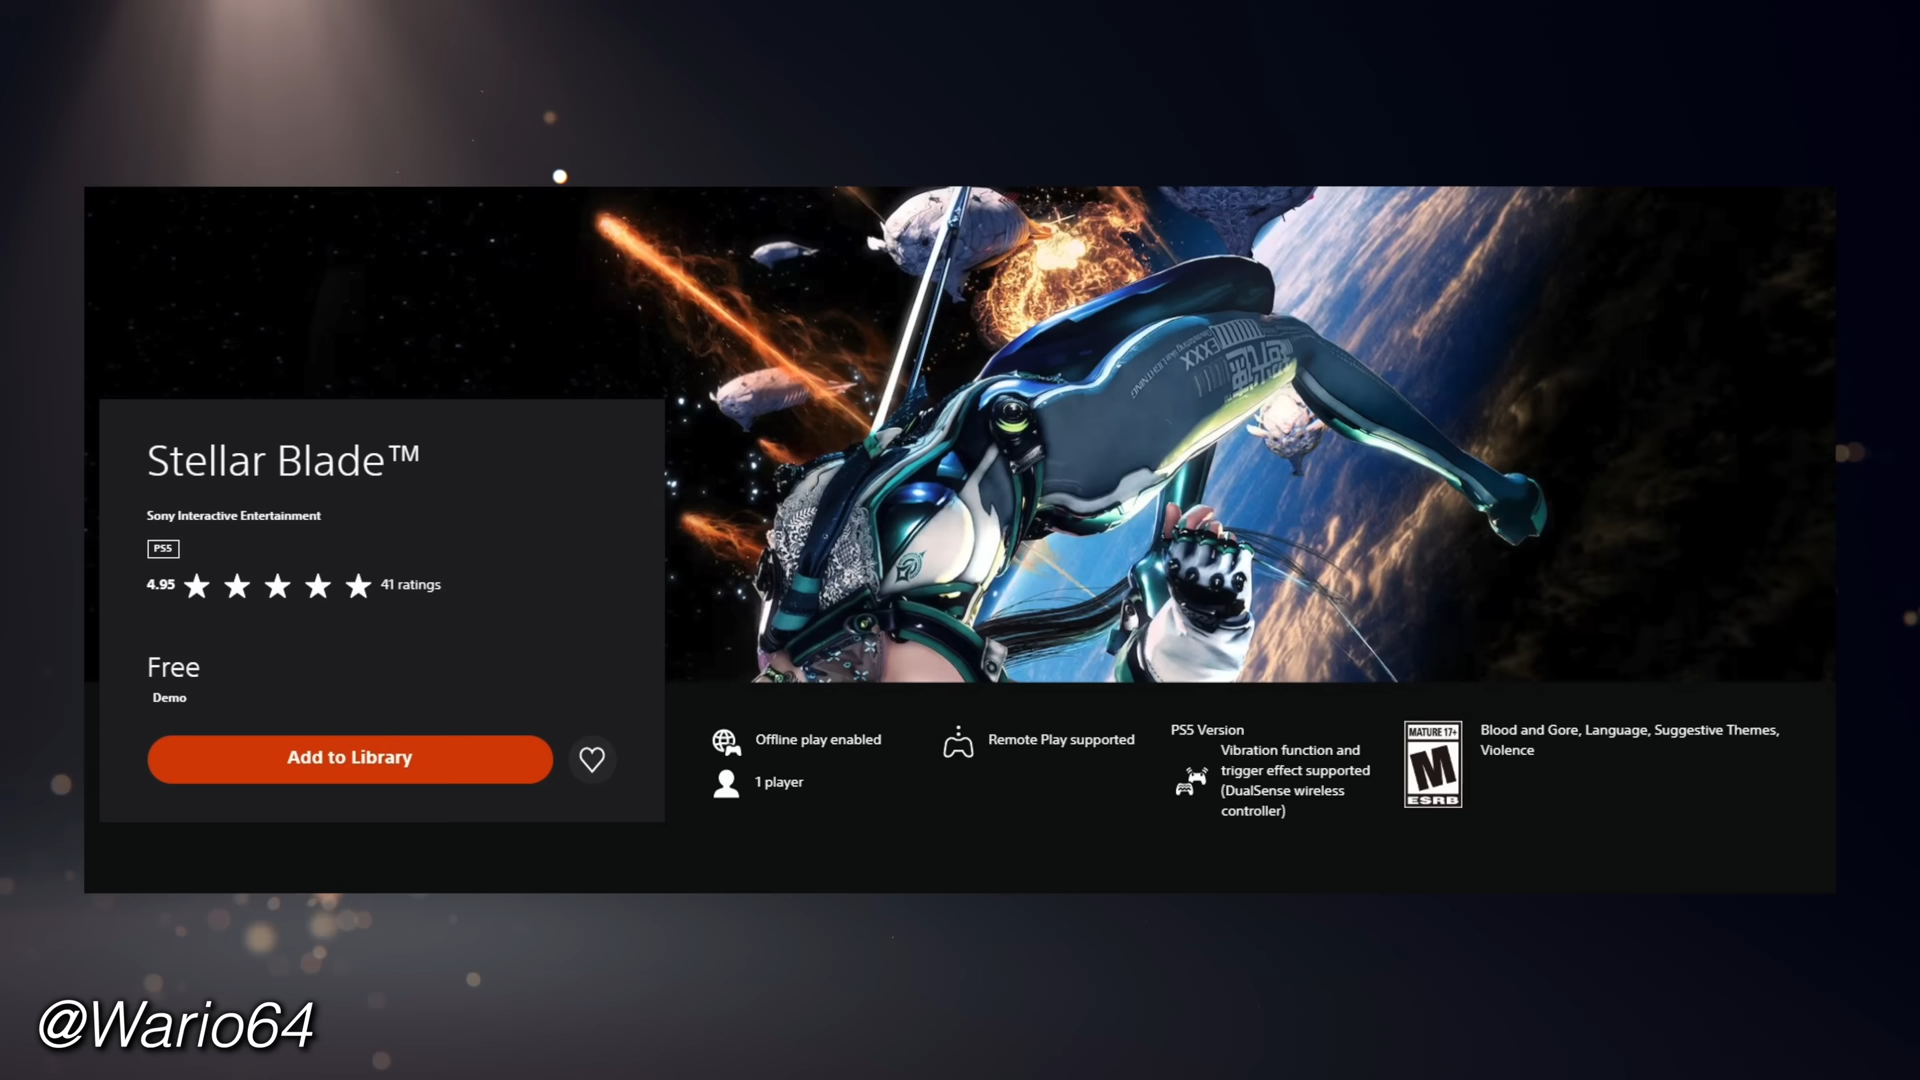 Stellar Blade™
Sony Interactive Entertainment
PS5
4.95
41 ratings
Free
Demo
Add to Library
Offline play enabled
1 player
Remote Play supported
PS5 Version
Vibration function and
trigger effect supported
(DualSense wireless
controller)
MATURE 17+
M
ESRB
Blood and Gore, Language, Suggestive Themes,
Violence
EXXX
@Wario64